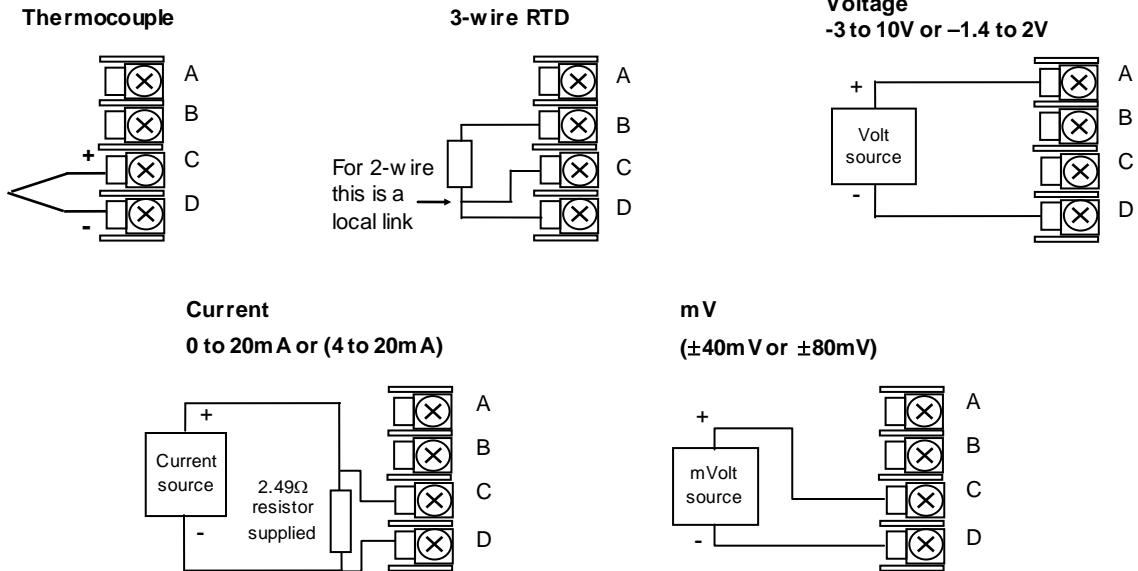 Thermocouple
A
B
+
C
D
-
3-wire RTD
A
B
C
D
For 2-wire
this is a
local link
Voltage
-3 to 10V or –1.4 to 2V
+
Volt
source
-
A
B
C
D
Current
0 to 20mA or (4 to 20mA)
+
Current
source
-
2.49Ω
resistor
supplied
A
B
C
D
mV
(±40mV or ±80mV)
+
mVolt
source
-
A
B
C
D